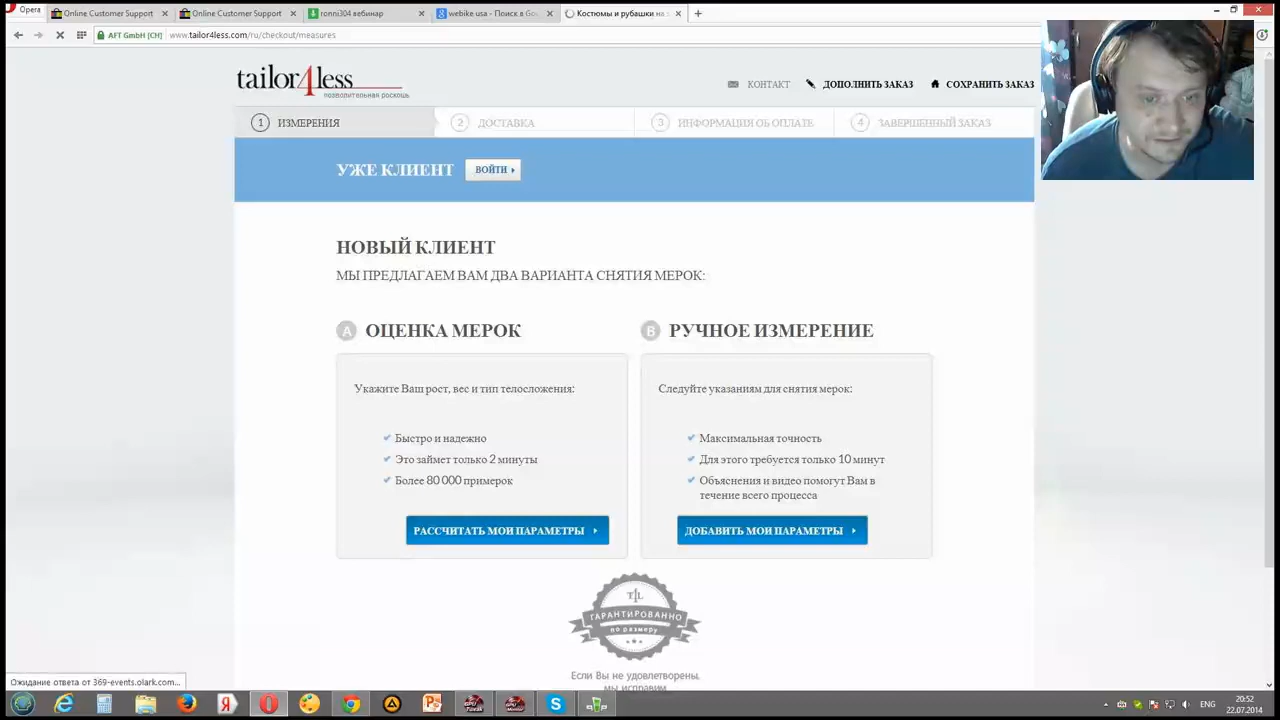 Opera
Online Customer Support
Online Customer Support
ronni304 вебинар
webike usa - Поиск в Go
Костюмы и рубашки на з
AFT GmbH [CH]
www.tailor4less.com/ru/checkout/measures
tailor4less
позволительная роскошь
КОНТАКТ
ДОПОЛНИТЬ ЗАКАЗ
СОХРАНИТЬ ЗАКАЗ
1 ИЗМЕРЕНИЯ
2 ДОСТАВКА
3 ИНФОРМАЦИЯ ОБ ОПЛАТЕ
4 ЗАВЕРШЕННЫЙ ЗАКАЗ
УЖЕ КЛИЕНТ
ВОЙТИ
НОВЫЙ КЛИЕНТ
МЫ ПРЕДЛАГАЕМ ВАМ ДВА ВАРИАНТА СНЯТИЯ МЕРОК:
A ОЦЕНКА МЕРОК
Укажите Ваш рост, вес и тип телосложения:
Быстро и надежно
Это займет только 2 минуты
Более 80 000 примерок
РАССЧИТАТЬ МОИ ПАРАМЕТРЫ
B РУЧНОЕ ИЗМЕРЕНИЕ
Следуйте указаниям для снятия мерок:
Максимальная точность
Для этого требуется только 10 минут
Объяснения и видео помогут Вам в
течение всего процесса
ДОБАВИТЬ МОИ ПАРАМЕТРЫ
ГАРАНТИРОВАННО
по размеру
Если Вы не удовлетворены,
мы исправим
Ожидание ответа от 369-events.olark.com...
ENG
20:52
22.07.2014